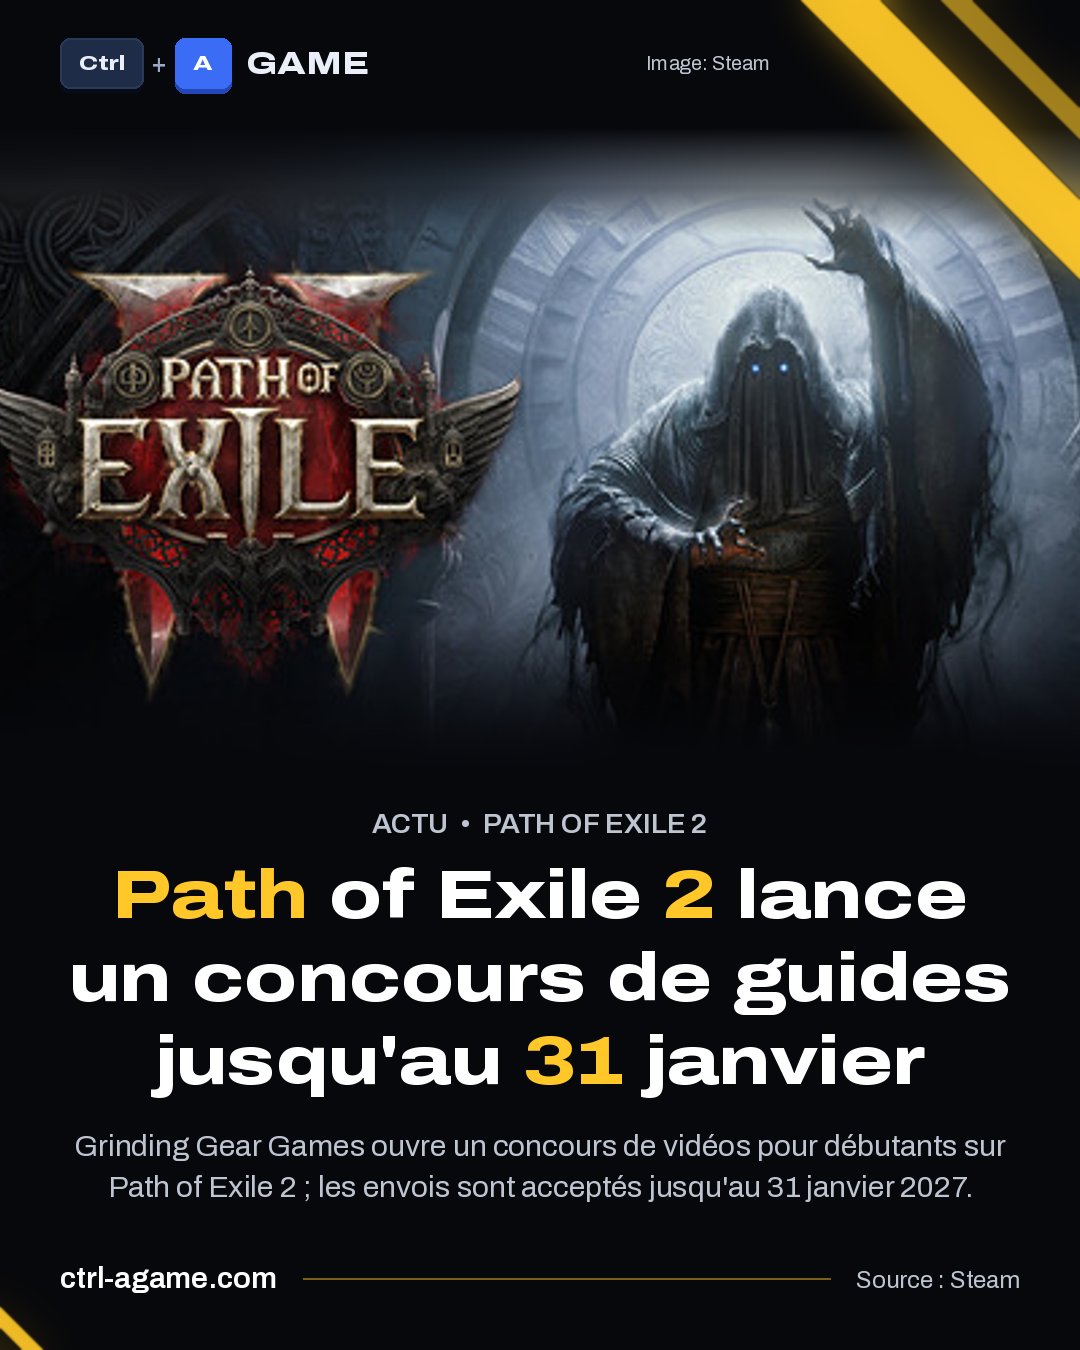 Ctrl + A GAME
Image: Steam
PATH OF
EXILE
ACTU • PATH OF EXILE 2
Path of Exile 2 lance
un concours de guides
jusqu'au 31 janvier
Grinding Gear Games ouvre un concours de vidéos pour débutants sur
Path of Exile 2 ; les envois sont acceptés jusqu'au 31 janvier 2027.
ctrl-agame.com
Source : Steam